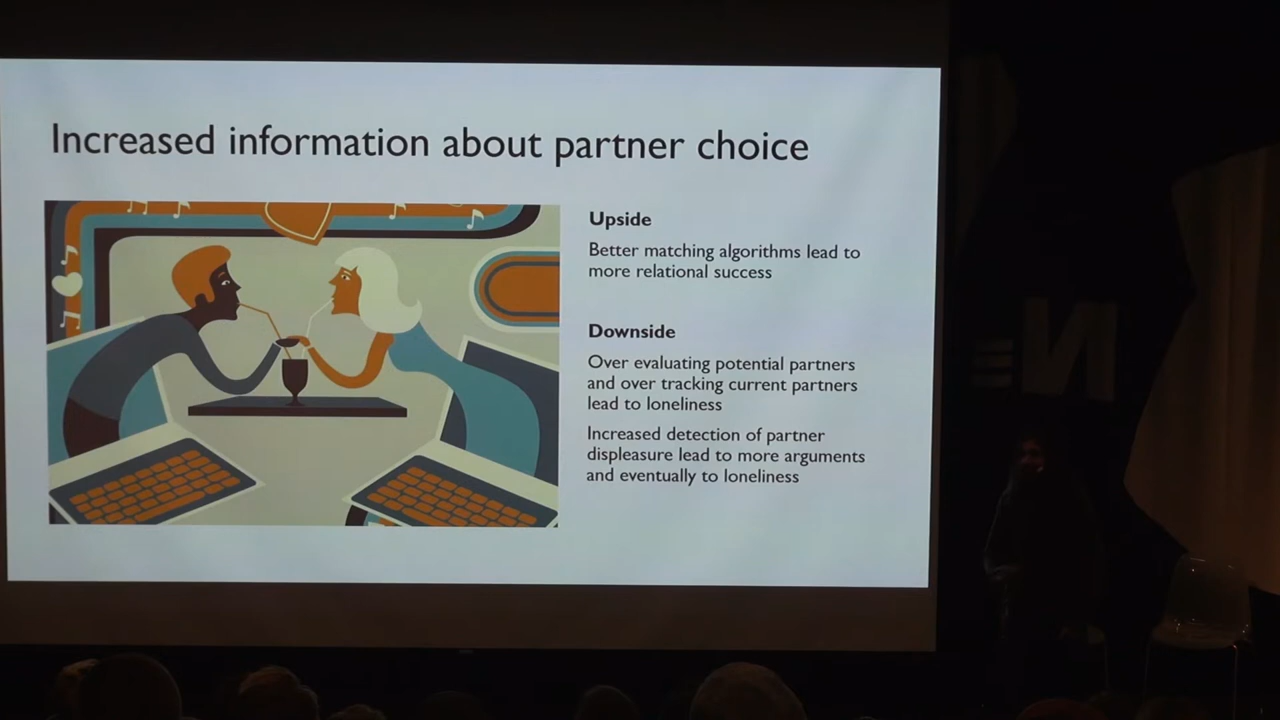 Increased information about partner choice
Upside
Better matching algorithms lead to
more relational success
Downside
Over evaluating potential partners
and over tracking current partners
lead to loneliness
Increased detection of partner
displeasure lead to more arguments
and eventually to loneliness